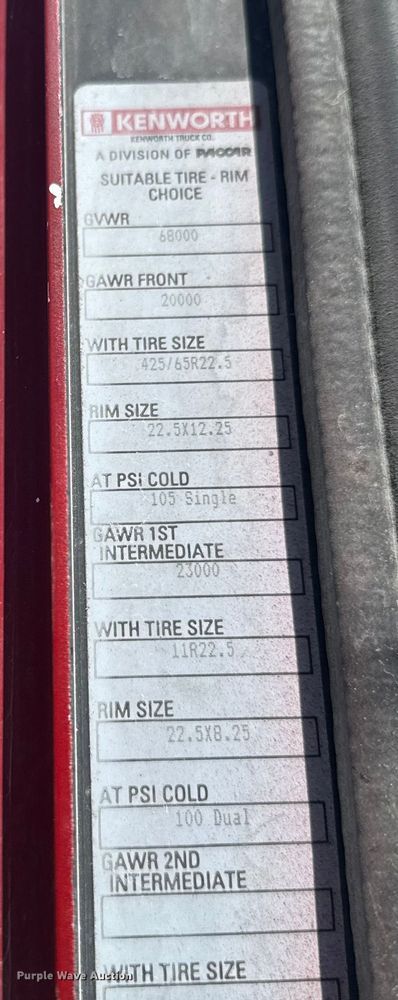 KENWORTH
KENWORTH TRUCK CO.
A DIVISION OF PACCAR
SUITABLE TIRE - RIM
CHOICE
GVWR
68000
GAWR FRONT
20000
WITH TIRE SIZE
425/65R22.5
RIM SIZE
22.5X12.25
AT PSI COLD
105 Single
GAWR 1ST
INTERMEDIATE
23000
WITH TIRE SIZE
11R22.5
RIM SIZE
22.5X8.25
AT PSI COLD
100 Dual
GAWR 2ND
INTERMEDIATE
WITH TIRE SIZE
Purple Wave Auction